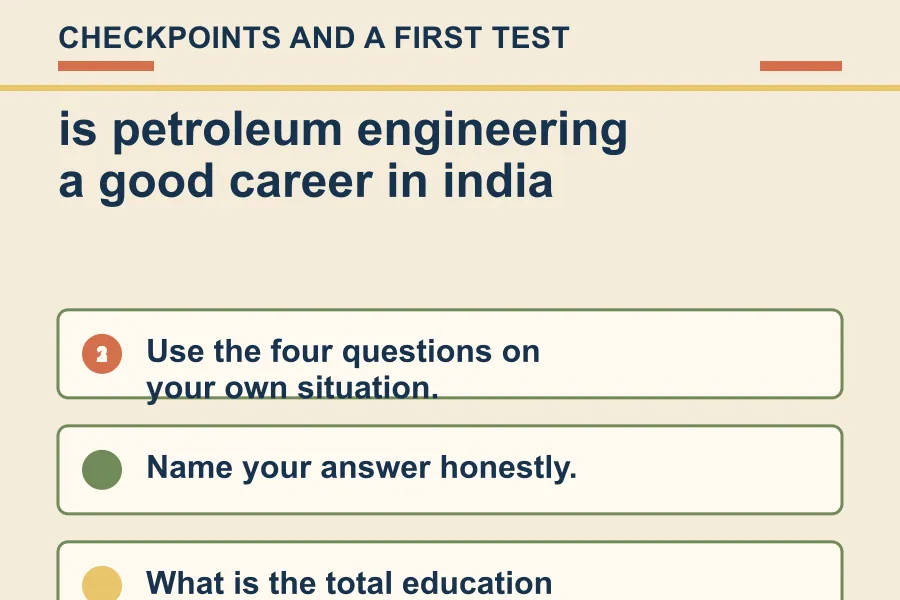 CHECKPOINTS AND A FIRST TEST
is petroleum engineering
a good career in india
Use the four questions on
your own situation.
Name your answer honestly.
What is the total education